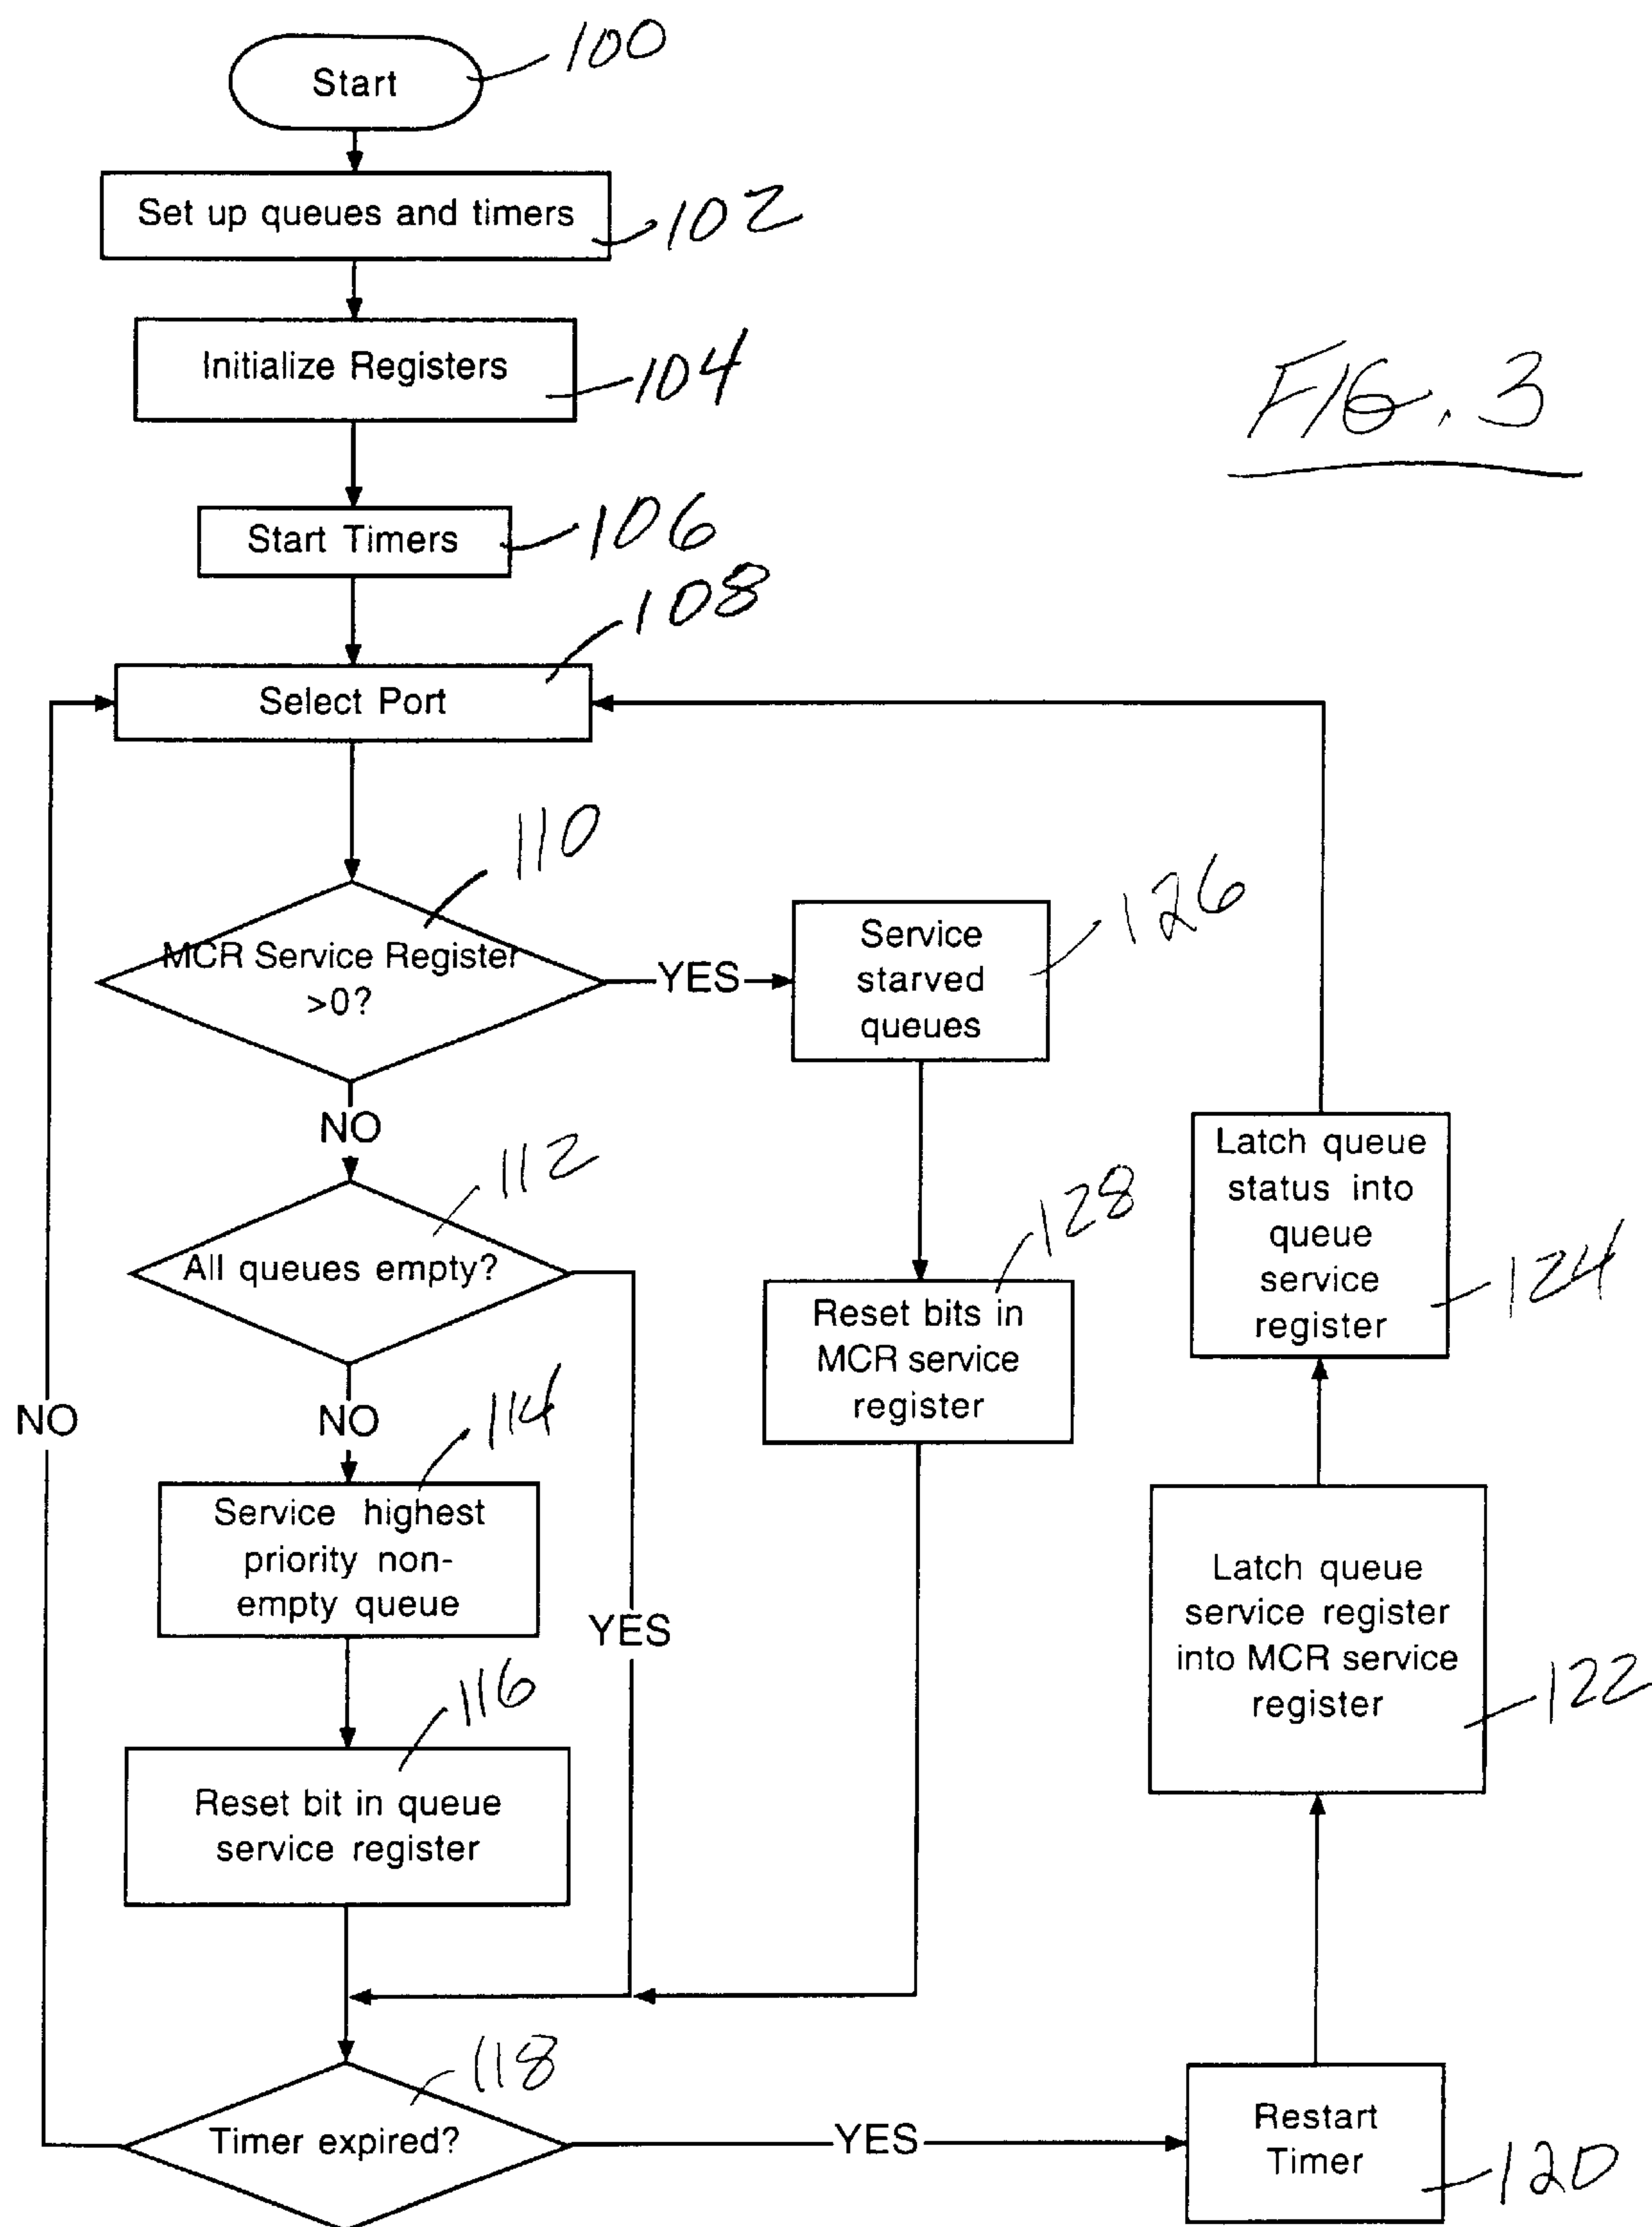 Start
100
Set up queues and timers
102
Initialize Registers
104
FIG. 3
Start Timers
106
108
Select Port
110
MCR Service Register
>0?
YES
Service
starved
queues
126
NO
112
All queues empty?
128
Reset bits in
MCR service
register
Latch queue
status into
queue
service
register
124
NO
NO
114
Service highest
priority non-
empty queue
YES
Latch queue
service register
into MCR service
register
122
116
Reset bit in queue
service register
118
Timer expired?
YES
Restart
Timer
120